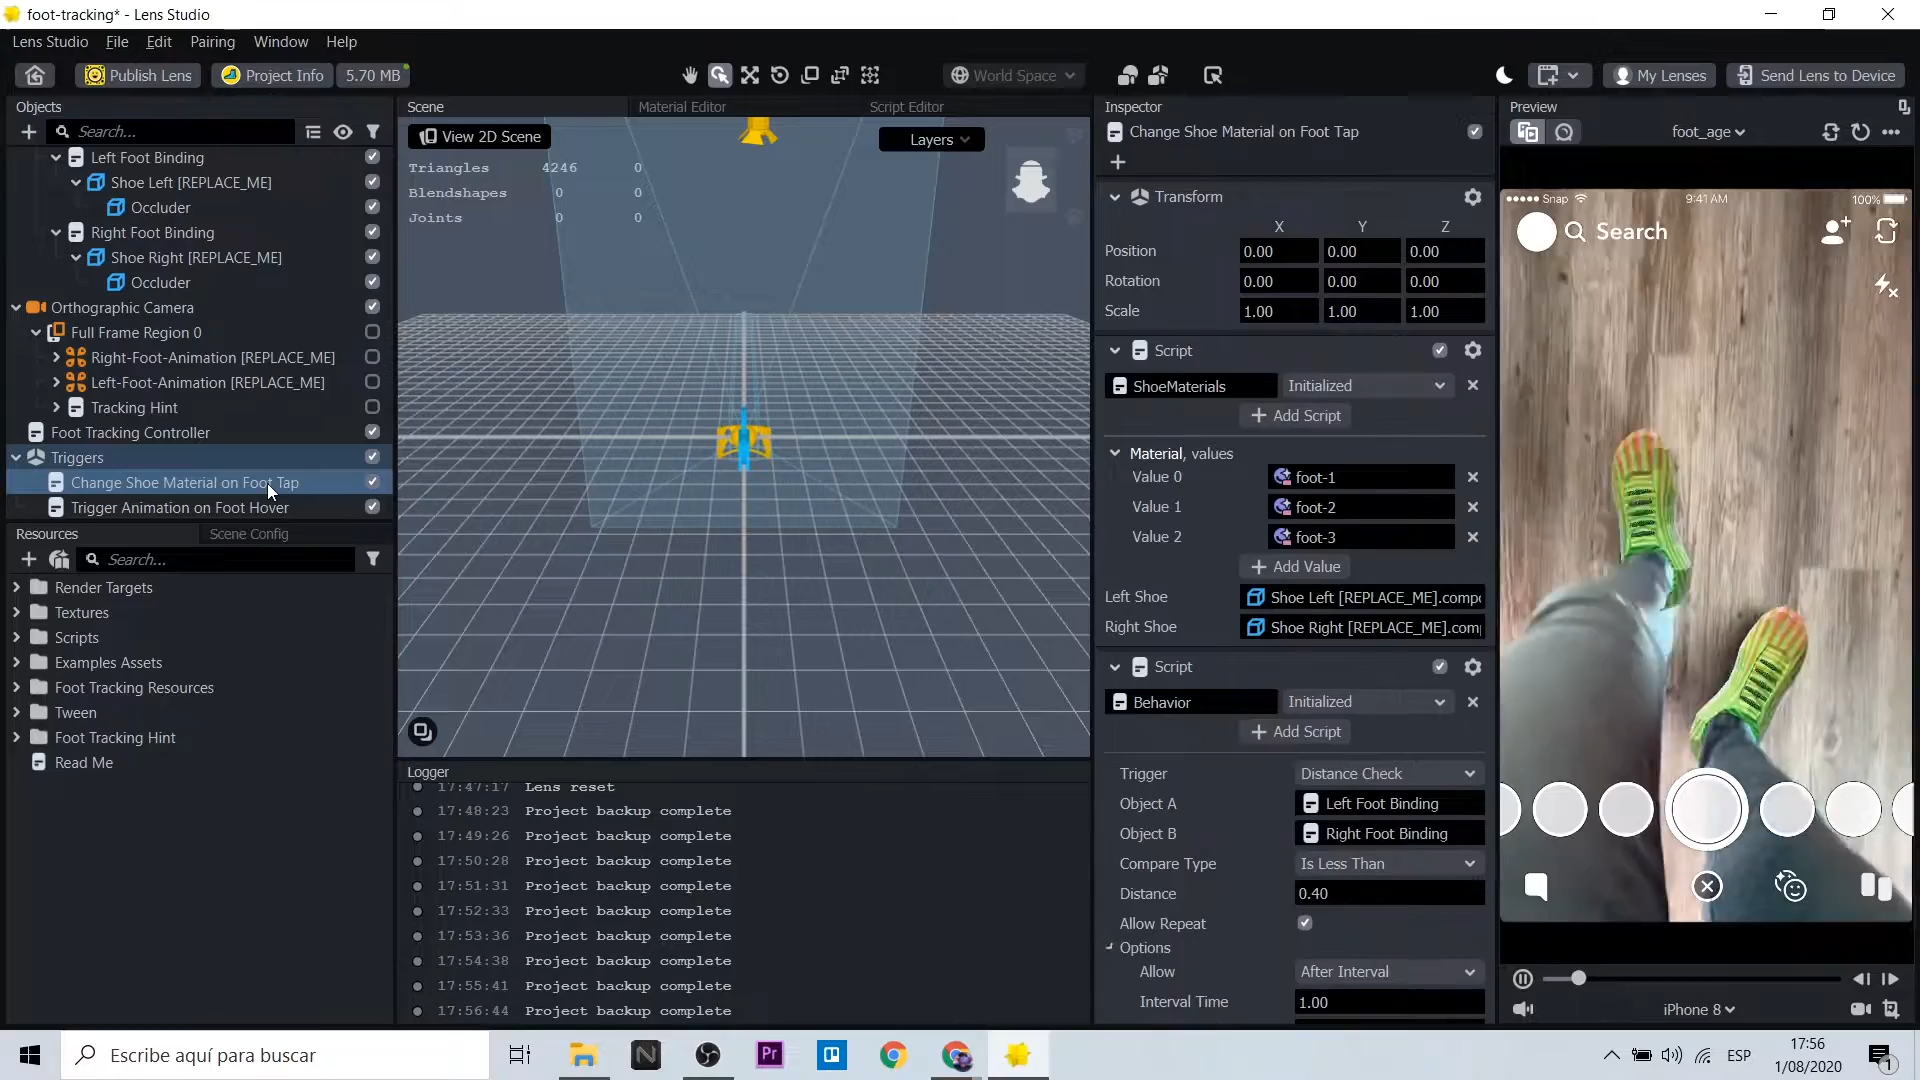 foot-tracking* - Lens Studio
Lens Studio File Edit Pairing Window Help
Publish Lens Project Info 5.70 MB World Space My Lenses Send Lens to Device
Objects
Search...
Left Foot Binding
Shoe Left [REPLACE_ME]
Occluder
Right Foot Binding
Shoe Right [REPLACE_ME]
Occluder
Orthographic Camera
Full Frame Region 0
Right-Foot-Animation [REPLACE_ME]
Left-Foot-Animation [REPLACE_ME]
Tracking Hint
Foot Tracking Controller
Triggers
Change Shoe Material on Foot Tap
Trigger Animation on Foot Hover
Resources Scene Config
Search...
Render Targets
Textures
Scripts
Examples Assets
Foot Tracking Resources
Tween
Foot Tracking Hint
Read Me
Scene Material Editor Script Editor
View 2D Scene Layers
Triangles 4246 0
Blendshapes 0 0
Joints 0 0
Logger
17:47:17 Lens reset
17:48:23 Project backup complete
17:49:26 Project backup complete
17:50:28 Project backup complete
17:51:31 Project backup complete
17:52:33 Project backup complete
17:53:36 Project backup complete
17:54:38 Project backup complete
17:55:41 Project backup complete
17:56:44 Project backup complete
Inspector
Change Shoe Material on Foot Tap
Transform
X Y Z
Position 0.00 0.00 0.00
Rotation 0.00 0.00 0.00
Scale 1.00 1.00 1.00
Script
ShoeMaterials Initialized
Add Script
Material, values
Value 0 foot-1
Value 1 foot-2
Value 2 foot-3
Add Value
Left Shoe Shoe Left [REPLACE_ME].compo
Right Shoe Shoe Right [REPLACE_ME].com
Script
Behavior Initialized
Add Script
Trigger Distance Check
Object A Left Foot Binding
Object B Right Foot Binding
Compare Type Is Less Than
Distance 0.40
Allow Repeat
Options
Allow After Interval
Interval Time 1.00
Preview
foot_age
Snap 9:41 AM 100%
Search
iPhone 8
Escribe aquí para buscar
N
Pr
ESP
17:56
1/08/2020
1